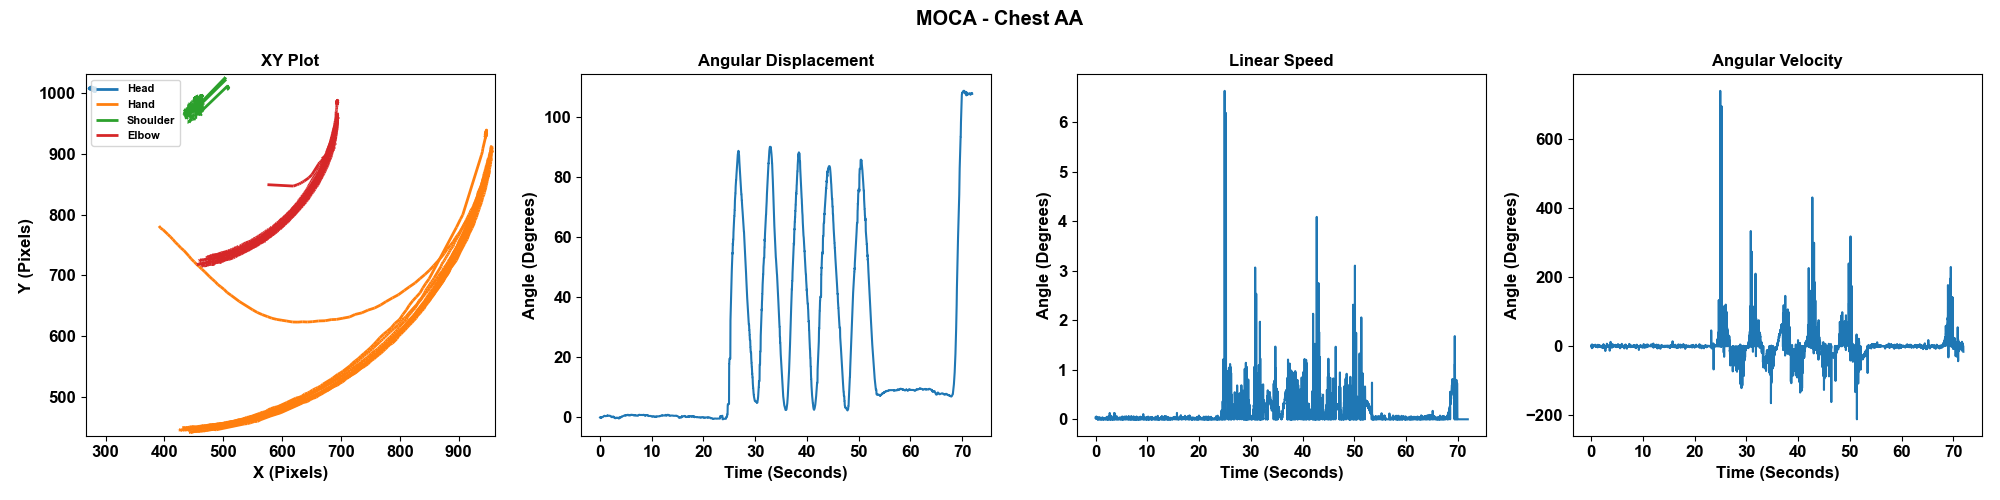 MOCA - Chest AA
XY Plot
Y (Pixels)
1000
900
800
700
600
500
Head
Hand
Shoulder
Elbow
300 400 500 600 700 800 900
X (Pixels)
Angular Displacement
Angle (Degrees)
100
80
60
40
20
0
0 10 20 30 40 50 60 70
Time (Seconds)
Linear Speed
Angle (Degrees)
6
5
4
3
2
1
0
0 10 20 30 40 50 60 70
Time (Seconds)
Angular Velocity
Angle (Degrees)
600
400
200
0
−200
0 10 20 30 40 50 60 70
Time (Seconds)